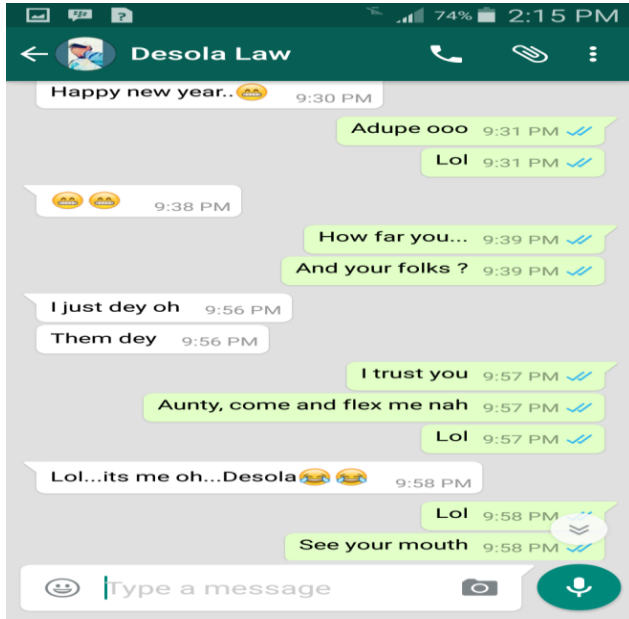 74% 2:15 PM
Desola Law
Happy new year..😁 9:30 PM
Adupe ooo 9:31 PM
Lol 9:31 PM
😁😁 9:38 PM
How far you... 9:39 PM
And your folks ? 9:39 PM
I just dey oh 9:56 PM
Them dey 9:56 PM
I trust you 9:57 PM
Aunty, come and flex me nah 9:57 PM
Lol 9:57 PM
Lol...its me oh...Desola😂😂 9:58 PM
Lol 9:58 PM
See your mouth 9:58 PM
Type a message